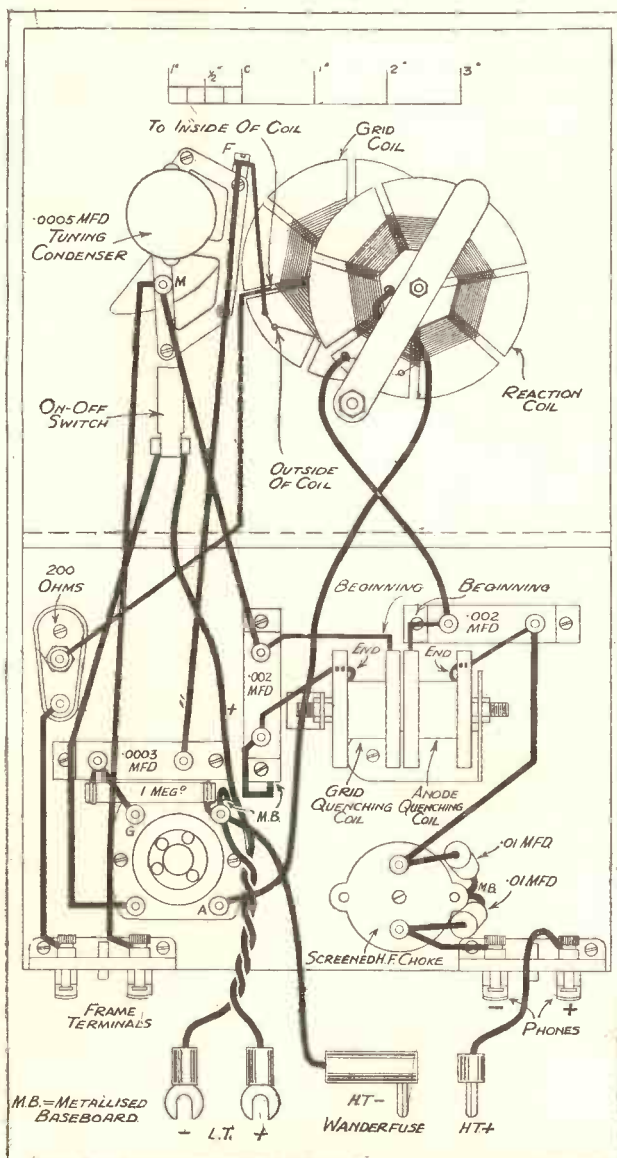 1" ½" 0 1" 2" 3"
TO INSIDE OF COIL
F
GRID
COIL
.0005 MFD
TUNING
CONDENSER
M
REACTION
COIL
ON-OFF
SWITCH
OUTSIDE
OF COIL
200
OHMS
BEGINNING
BEGINNING
.002
MFD
END
END
.002
MFD
+
.0003
MFD
1 MEGº
M.B.
GRID
QUENCHING
COIL
ANODE
QUENCHING
COIL
G
A
.01 MFD
M.B.
.01 MFD
SCREENED H.F. CHOKE
FRAME
TERMINALS
- +
PHONES
M.B. = METALLISED
BASEBOARD
- L.T. +
H.T-
WANDERFUSE
H.T+